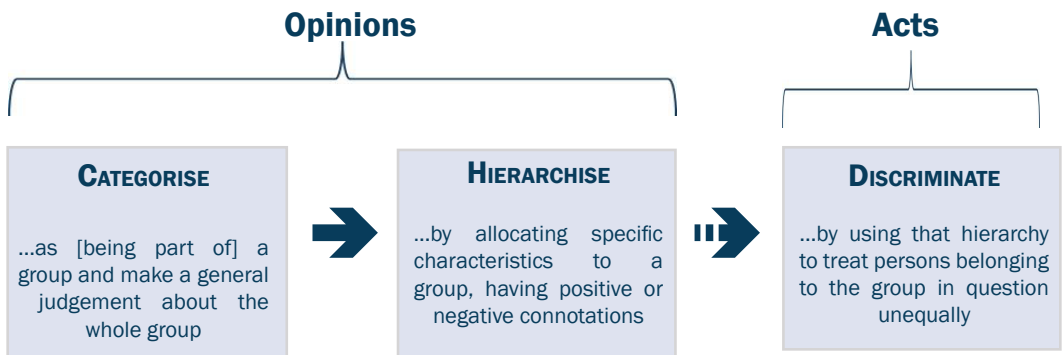 Opinions
Acts
CATEGORISE
...as [being part of] a
group and make a general
judgement about the
whole group
HIERARCHISE
...by allocating specific
characteristics to a
group, having positive or
negative connotations
DISCRIMINATE
...by using that hierarchy
to treat persons belonging
to the group in question
unequally